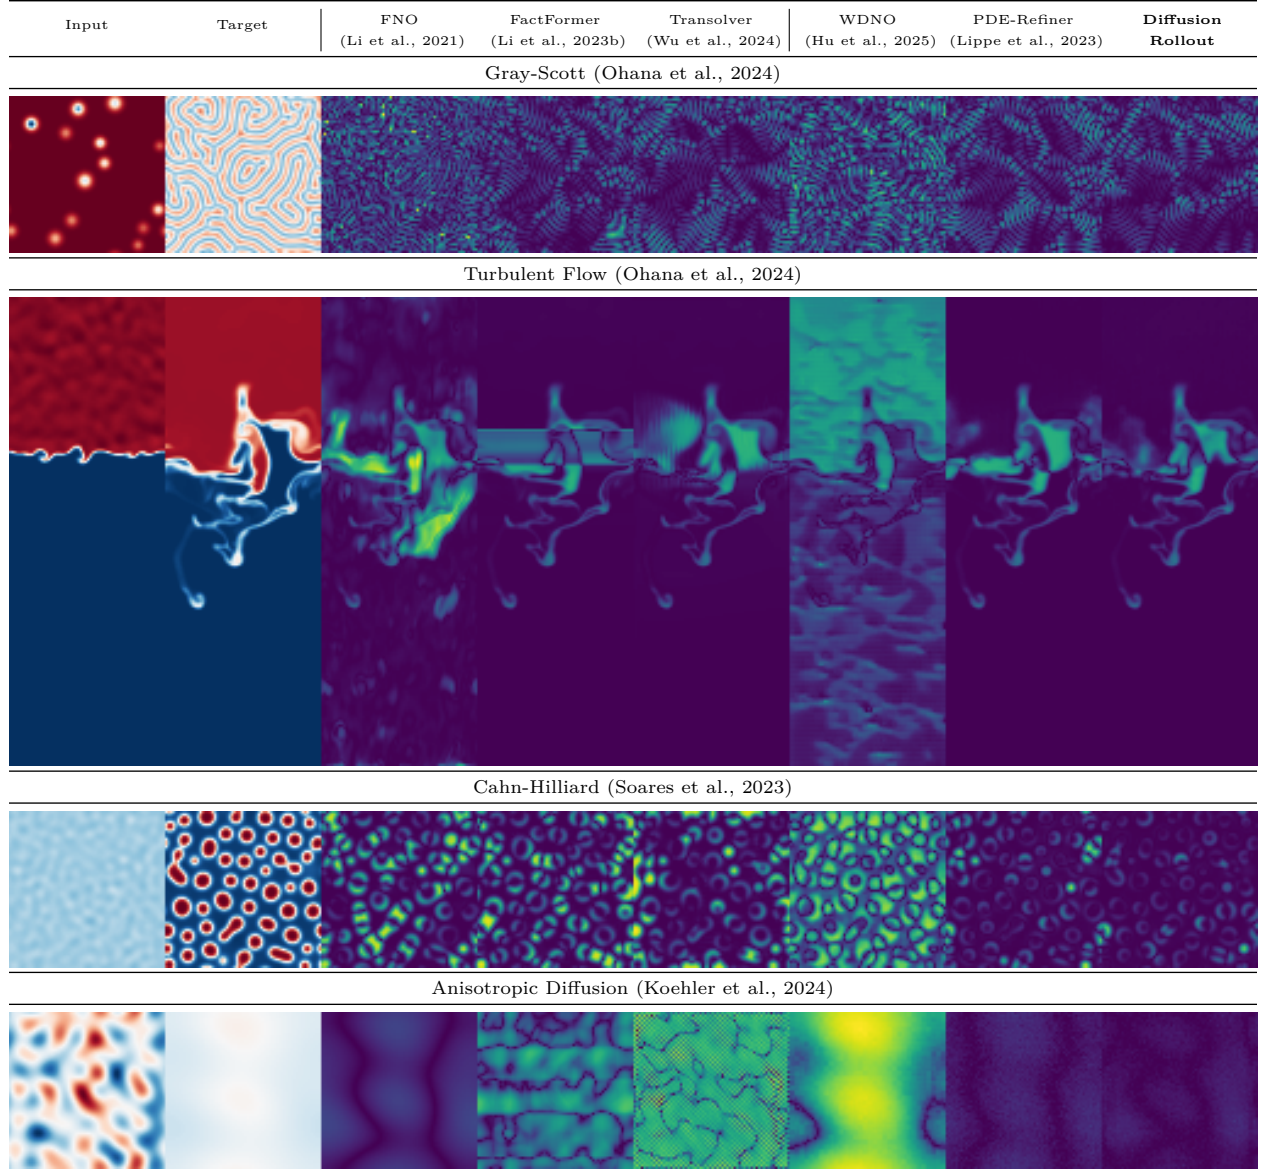 Input Target FNO FactFormer Transolver WDNO PDE-Refiner Diffusion
(Li et al., 2021) (Li et al., 2023b) (Wu et al., 2024) (Hu et al., 2025) (Lippe et al., 2023) Rollout
Gray-Scott (Ohana et al., 2024)
Turbulent Flow (Ohana et al., 2024)
Cahn-Hilliard (Soares et al., 2023)
Anisotropic Diffusion (Koehler et al., 2024)